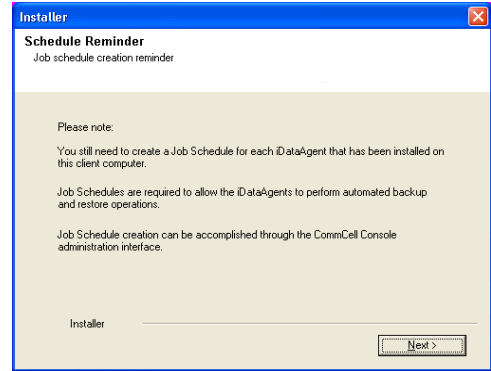 Installer
Schedule Reminder
Job schedule creation reminder
Please note:
You still need to create a Job Schedule for each iDataAgent that has been installed on
this client computer.
Job Schedules are required to allow the iDataAgents to perform automated backup
and restore operations.
Job Schedule creation can be accomplished through the CommCell Console
administration interface.
Installer
Next >